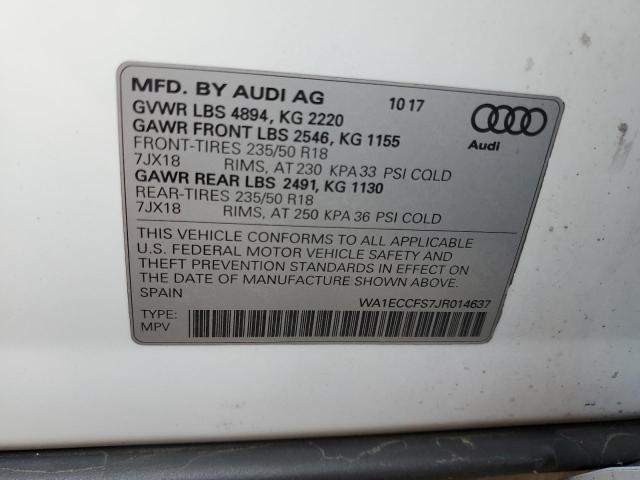 MFD. BY AUDI AG 10 17
GVWR LBS 4894, KG 2220
GAWR FRONT LBS 2546, KG 1155
FRONT-TIRES 235/50 R18
7JX18 RIMS, AT 230 KPA 33 PSI COLD
GAWR REAR LBS 2491, KG 1130
REAR-TIRES 235/50 R18
7JX18 RIMS, AT 250 KPA 36 PSI COLD
Audi
THIS VEHICLE CONFORMS TO ALL APPLICABLE
U.S. FEDERAL MOTOR VEHICLE SAFETY AND
THEFT PREVENTION STANDARDS IN EFFECT ON
THE DATE OF MANUFACTURE SHOWN ABOVE.
SPAIN WA1ECCFS7JR014637
TYPE:
MPV